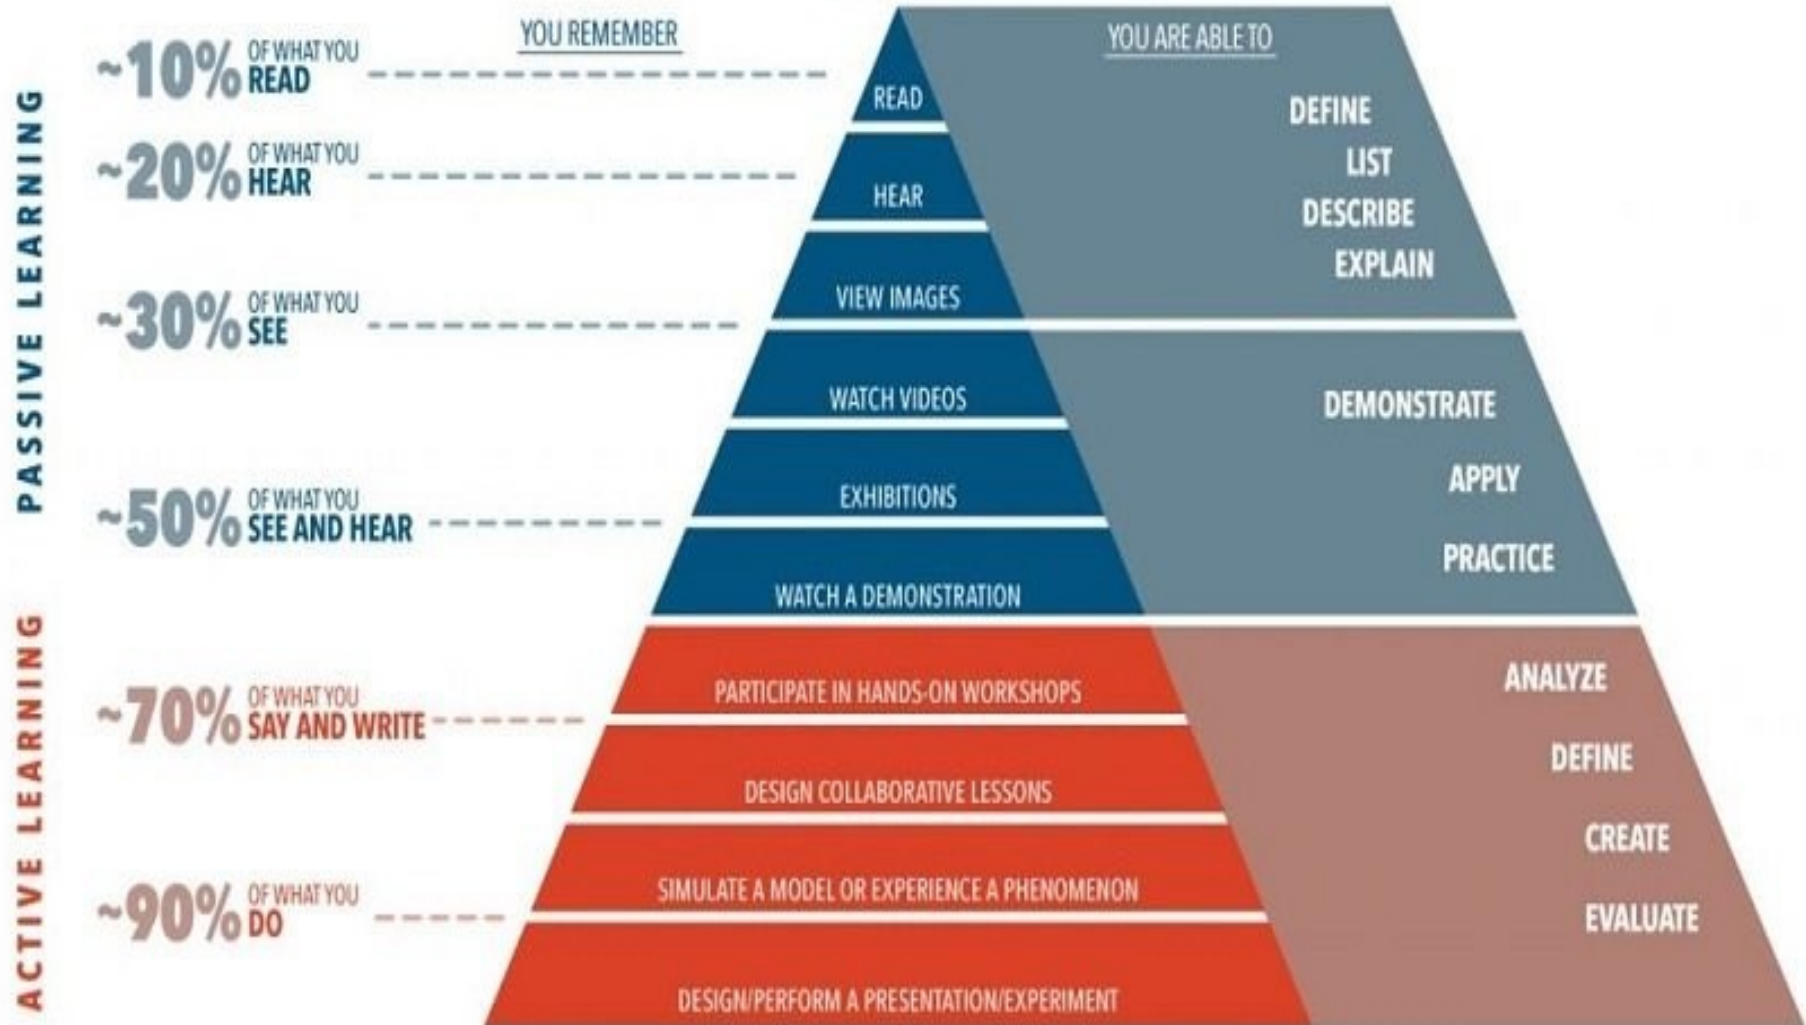 YOU REMEMBER
YOU ARE ABLE TO
PASSIVE LEARNING
~10% OF WHAT YOU
READ
~20% OF WHAT YOU
HEAR
~30% OF WHAT YOU
SEE
~50% OF WHAT YOU
SEE AND HEAR
ACTIVE LEARNING
~70% OF WHAT YOU
SAY AND WRITE
~90% OF WHAT YOU
DO
READ
HEAR
VIEW IMAGES
WATCH VIDEOS
EXHIBITIONS
WATCH A DEMONSTRATION
PARTICIPATE IN HANDS-ON WORKSHOPS
DESIGN COLLABORATIVE LESSONS
SIMULATE A MODEL OR EXPERIENCE A PHENOMENON
DESIGN/PERFORM A PRESENTATION/EXPERIMENT
DEFINE
LIST
DESCRIBE
EXPLAIN
DEMONSTRATE
APPLY
PRACTICE
ANALYZE
DEFINE
CREATE
EVALUATE